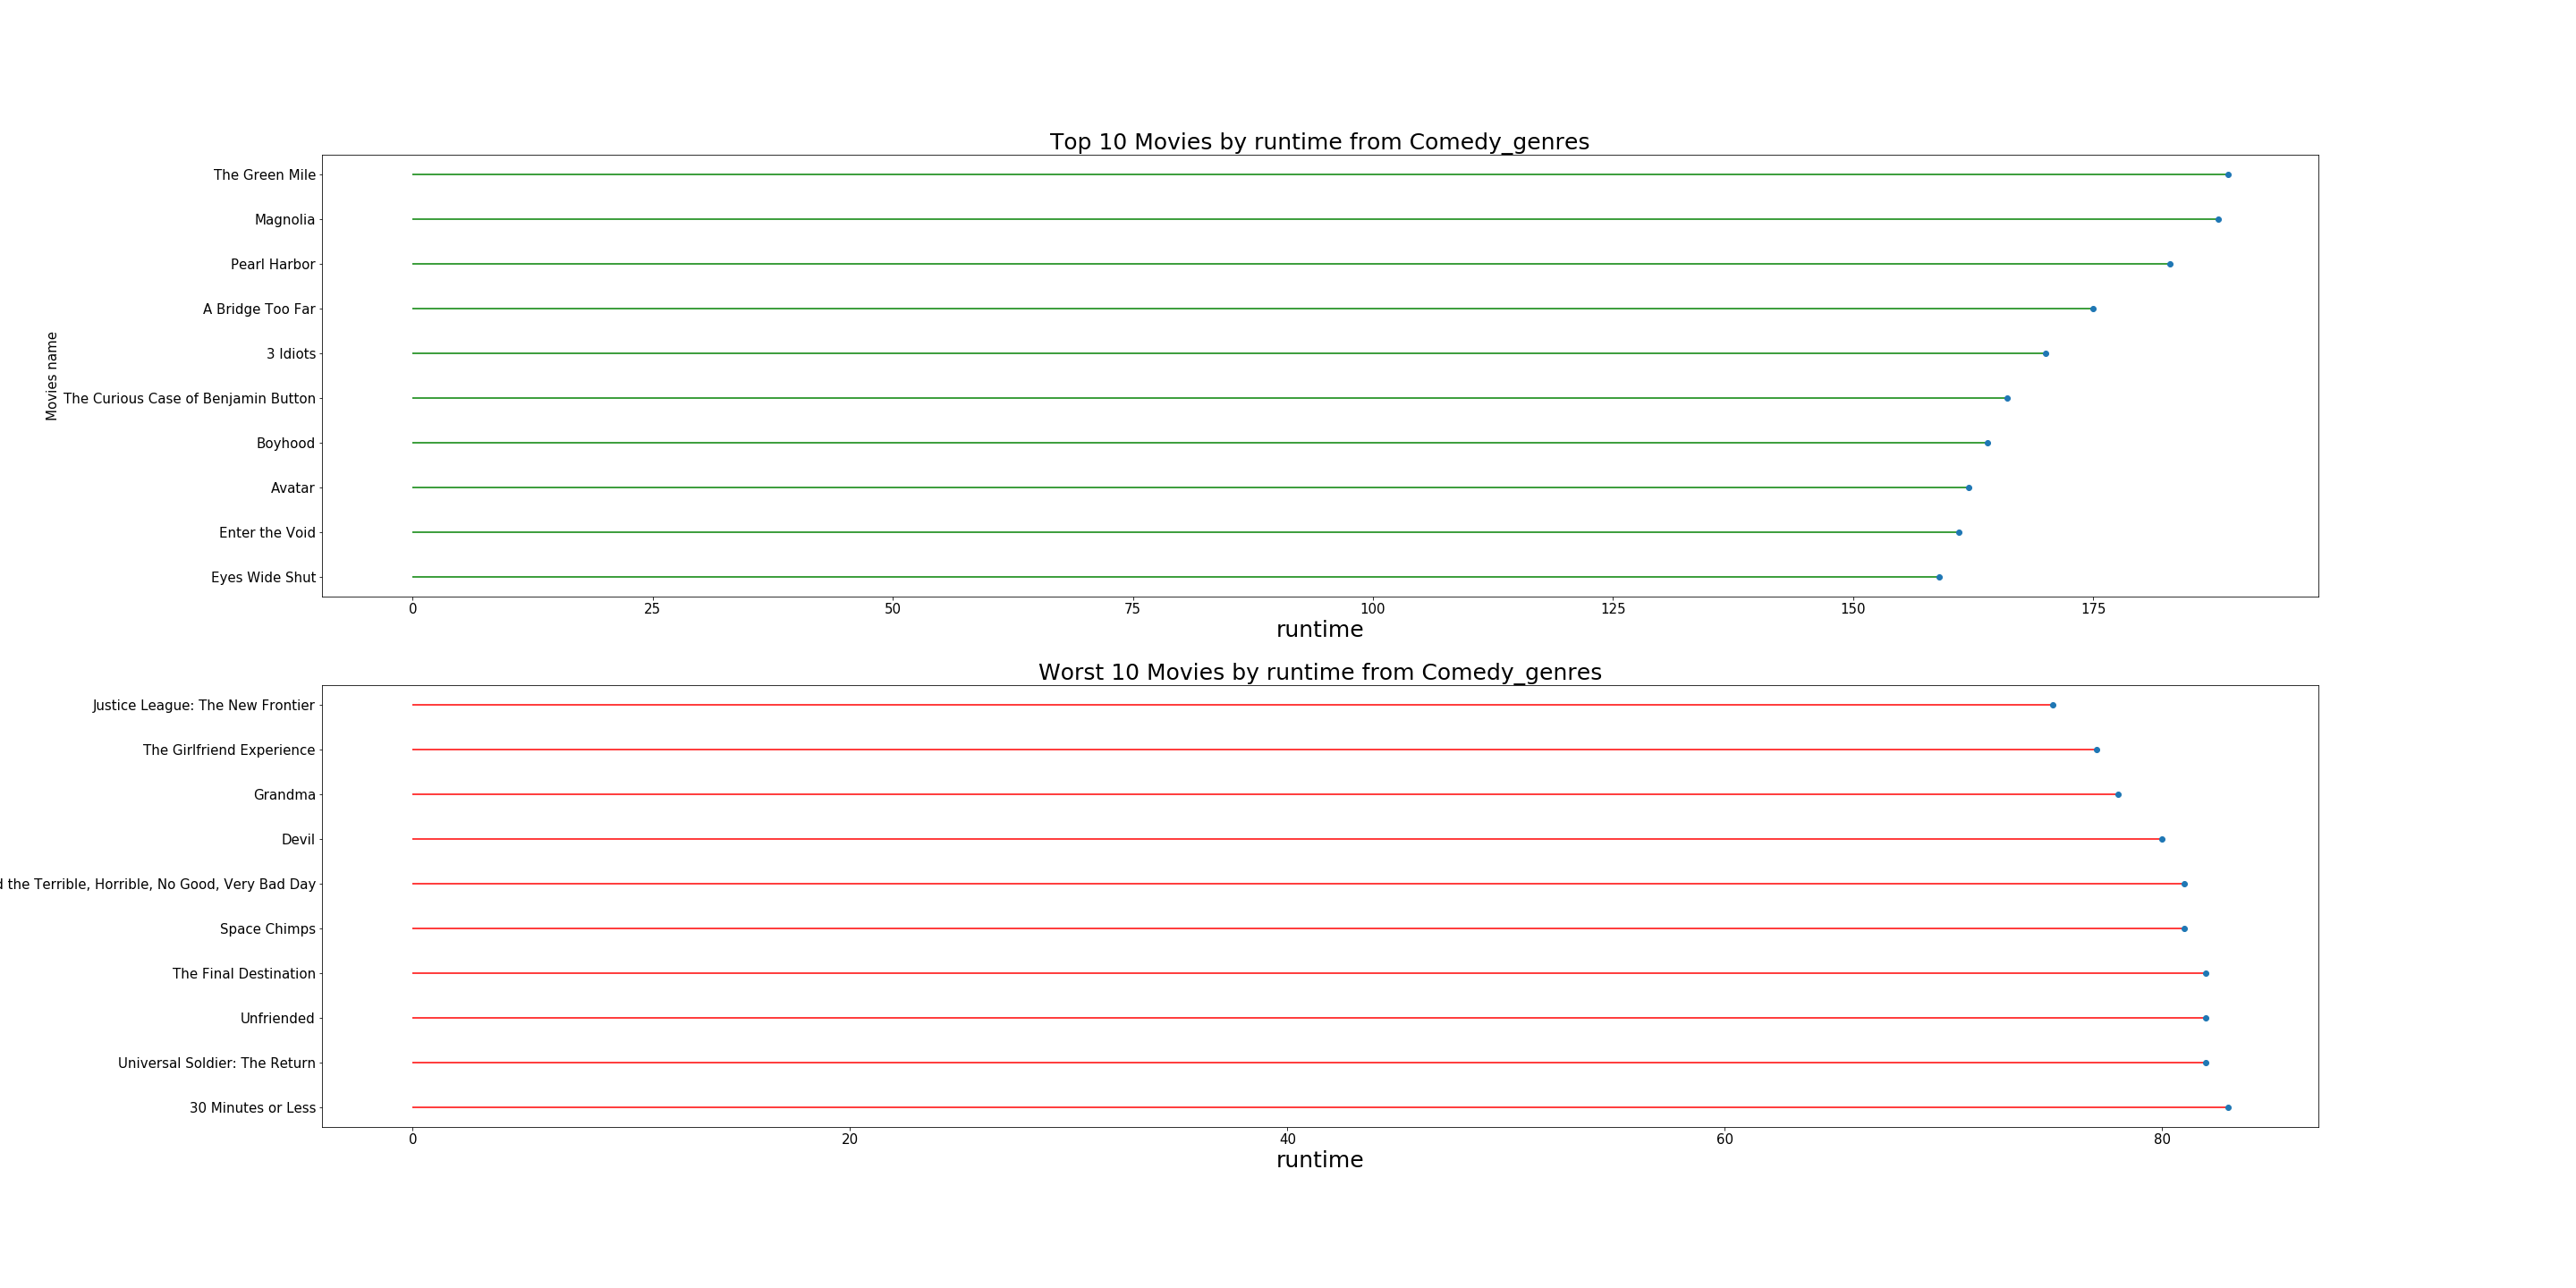 Top 10 Movies by runtime from Comedy_genres
Movies name
The Green Mile
Magnolia
Pearl Harbor
A Bridge Too Far
3 Idiots
The Curious Case of Benjamin Button
Boyhood
Avatar
Enter the Void
Eyes Wide Shut
0 25 50 75 100 125 150 175
runtime
Worst 10 Movies by runtime from Comedy_genres
Justice League: The New Frontier
The Girlfriend Experience
Grandma
Devil
the Terrible, Horrible, No Good, Very Bad Day
Space Chimps
The Final Destination
Unfriended
Universal Soldier: The Return
30 Minutes or Less
0 20 40 60 80
runtime